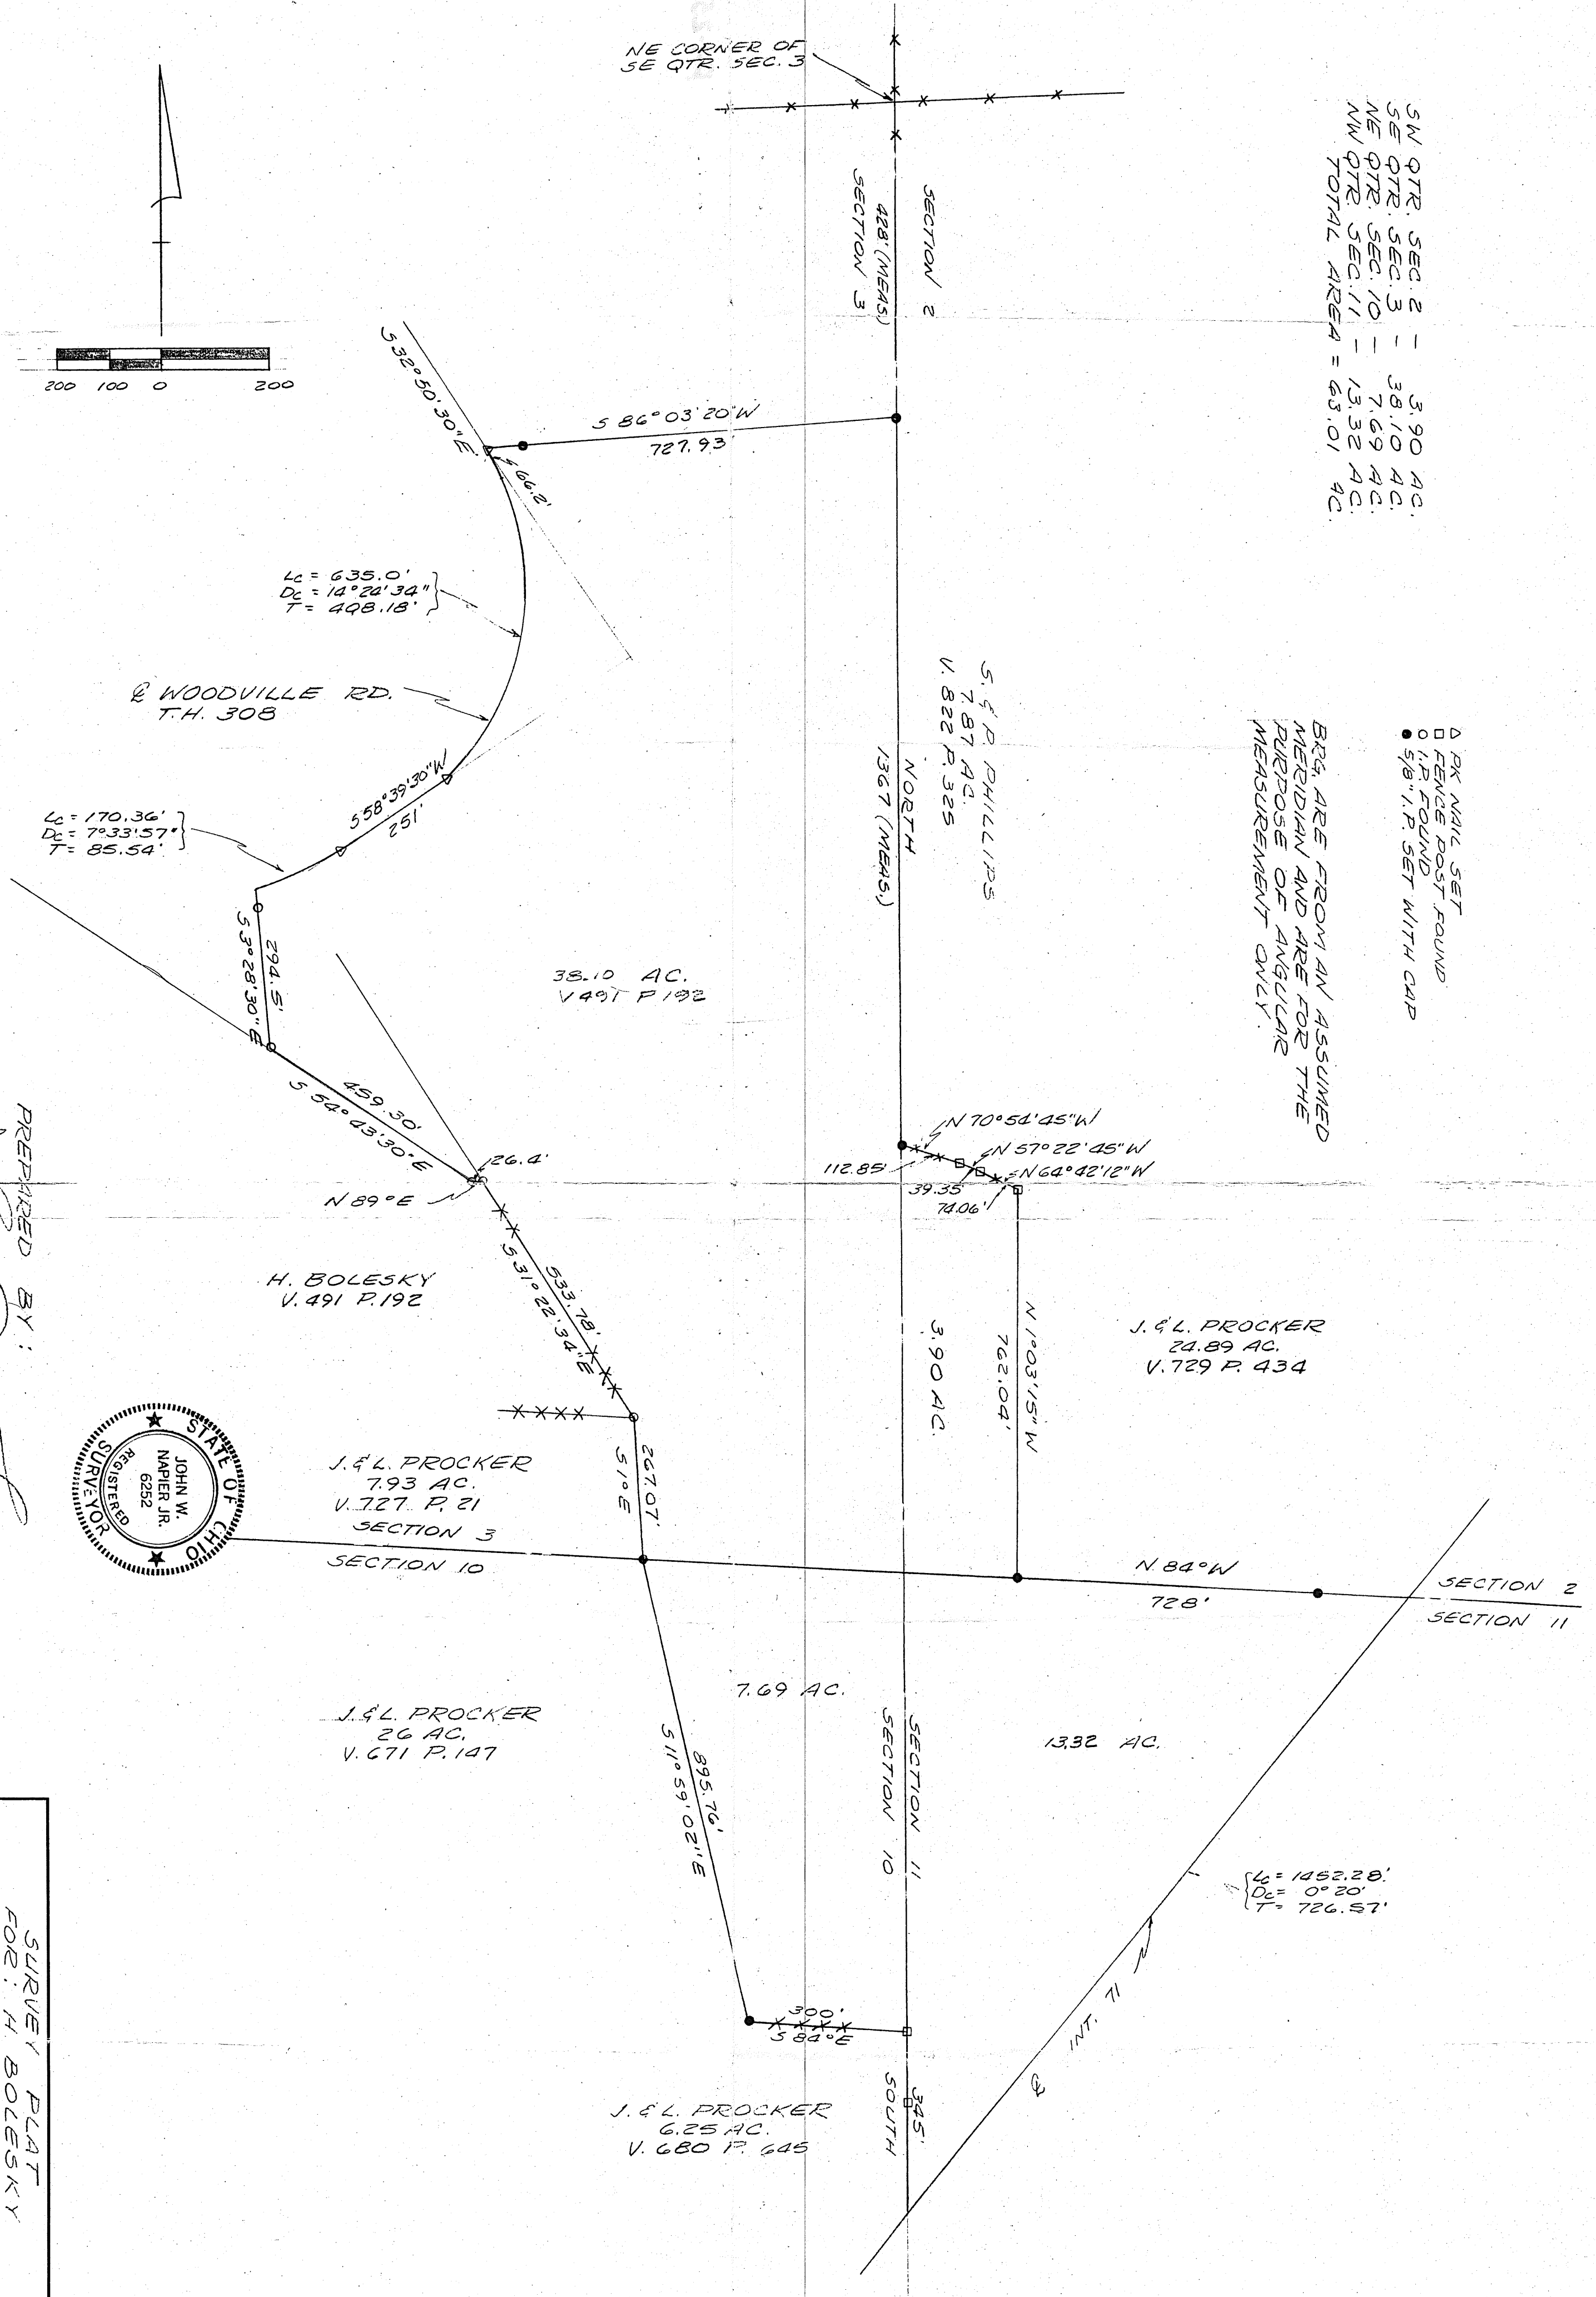 NE CORNER OF
SE QTR. SEC. 3
SW QTR. SEC. 2 - 3.90 AC.
SE QTR. SEC. 3 - 38.10 AC.
NE QTR. SEC. 10 - 7.69 AC.
NW QTR. SEC. 11 - 13.32 AC.
TOTAL AREA = 63.01 AC.
SECTION 2
428' (MEAS)
SECTION 3
200 100 0 200
S 32° 50' 30" E
S 86° 03' 20" W
727.93'
66.2'
Lc = 635.0'
Dc = 14° 24' 34"
T = 408.18'
℄ WOODVILLE RD.
T.H. 308
S. & P. PHILLIPS
7.87 AC.
V. 822 P. 325
NORTH
1367 (MEAS.)
△ PK NAIL SET
□ FENCE POST FOUND
○ I.P. FOUND
● 5/8" I.P. SET WITH CAP
BRG. ARE FROM AN ASSUMED
MERIDIAN AND ARE FOR THE
PURPOSE OF ANGULAR
MEASUREMENT ONLY.
S 58° 39' 30" W
251'
Lc = 170.36'
Dc = 7° 33' 57"
T = 85.54'
294.5'
S 3° 28' 30" E
38.10 AC.
V 491 P 192
459.30'
S 54° 43' 30" E
26.4'
N 89° E
N 70° 54' 45" W
N 57° 22' 45" W
N 64° 42' 12" W
112.85'
39.35'
74.06'
PREPARED BY:
H. BOLESKY
V. 491 P. 192
533.78'
S 31° 22' 34" E
3.90 AC.
N 1° 03' 15" W
762.04'
J. & L. PROCKER
24.89 AC.
V. 729 P. 434
STATE OF OHIO
JOHN W.
NAPIER JR.
6252
REGISTERED
SURVEYOR
J. & L. PROCKER
7.93 AC.
V. 727 P. 21
267.07'
S 1° E
SECTION 3
SECTION 10
N 84° W
728'
SECTION 2
SECTION 11
J. & L. PROCKER
26 AC.
V. 671 P. 147
7.69 AC.
895.76'
S 11° 59' 02" E
SECTION 11
SECTION 10
13.32 AC.
Lc = 1452.28'
Dc = 0° 20'
T = 726.57'
300'
S 84° E
℄ INT. 71
345'
SOUTH
J. & L. PROCKER
6.25 AC.
V. 680 P. 645
SURVEY PLAT
FOR: H. BOLESKY